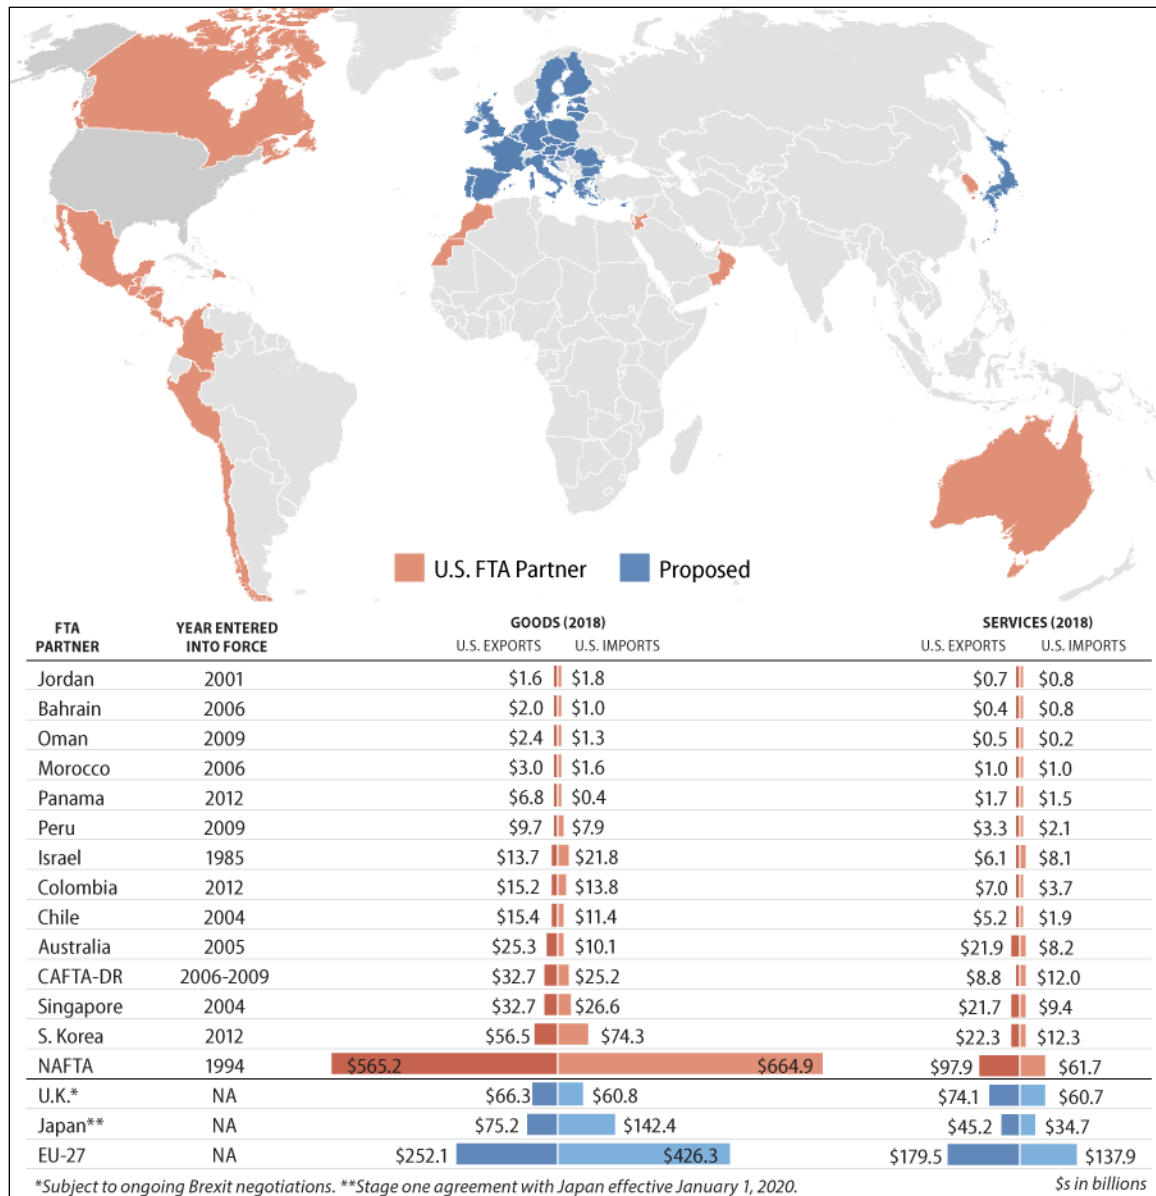 U.S. FTA Partner Proposed
FTA PARTNER YEAR ENTERED INTO FORCE GOODS (2018) SERVICES (2018)
U.S. EXPORTS U.S. IMPORTS U.S. EXPORTS U.S. IMPORTS
Jordan 2001 $1.6 $1.8 $0.7 $0.8
Bahrain 2006 $2.0 $1.0 $0.4 $0.8
Oman 2009 $2.4 $1.3 $0.5 $0.2
Morocco 2006 $3.0 $1.6 $1.0 $1.0
Panama 2012 $6.8 $0.4 $1.7 $1.5
Peru 2009 $9.7 $7.9 $3.3 $2.1
Israel 1985 $13.7 $21.8 $6.1 $8.1
Colombia 2012 $15.2 $13.8 $7.0 $3.7
Chile 2004 $15.4 $11.4 $5.2 $1.9
Australia 2005 $25.3 $10.1 $21.9 $8.2
CAFTA-DR 2006-2009 $32.7 $25.2 $8.8 $12.0
Singapore 2004 $32.7 $26.6 $21.7 $9.4
S. Korea 2012 $56.5 $74.3 $22.3 $12.3
NAFTA 1994 $565.2 $664.9 $97.9 $61.7
U.K.* NA $66.3 $60.8 $74.1 $60.7
Japan** NA $75.2 $142.4 $45.2 $34.7
EU-27 NA $252.1 $426.3 $179.5 $137.9
*Subject to ongoing Brexit negotiations. **Stage one agreement with Japan effective January 1, 2020. $s in billions